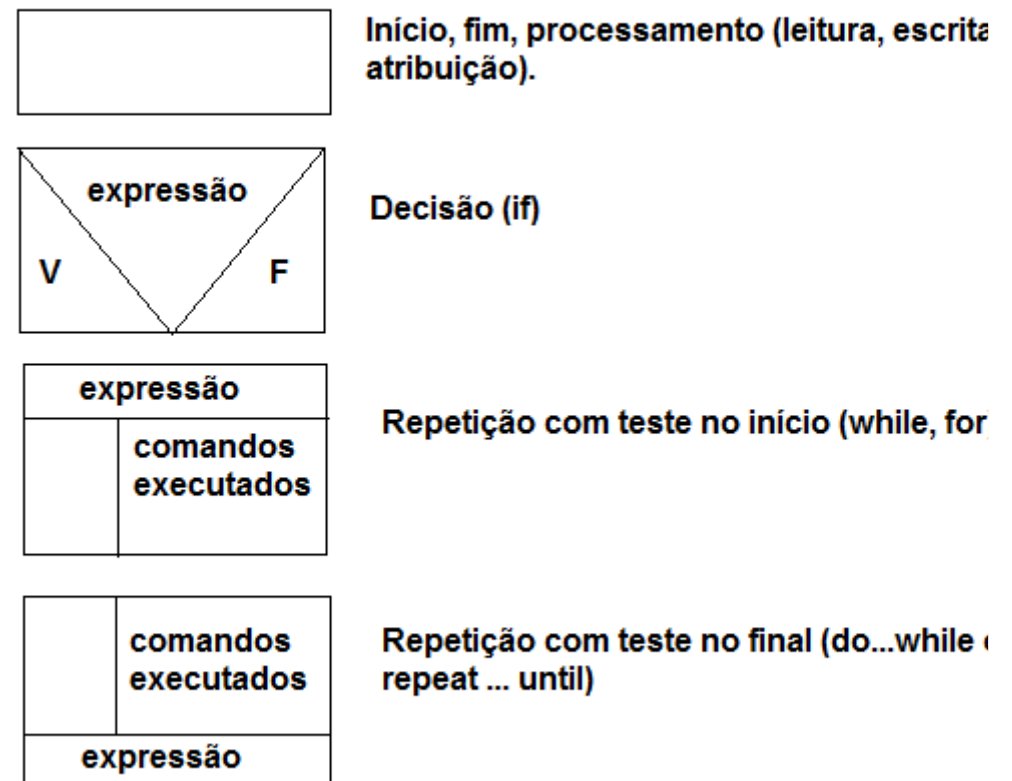 Início, fim, processamento (leitura, escrita
atribuição).
expressão
V
F
Decisão (if)
expressão
comandos
executados
Repetição com teste no início (while, for)
comandos
executados
expressão
Repetição com teste no final (do...while
repeat ... until)